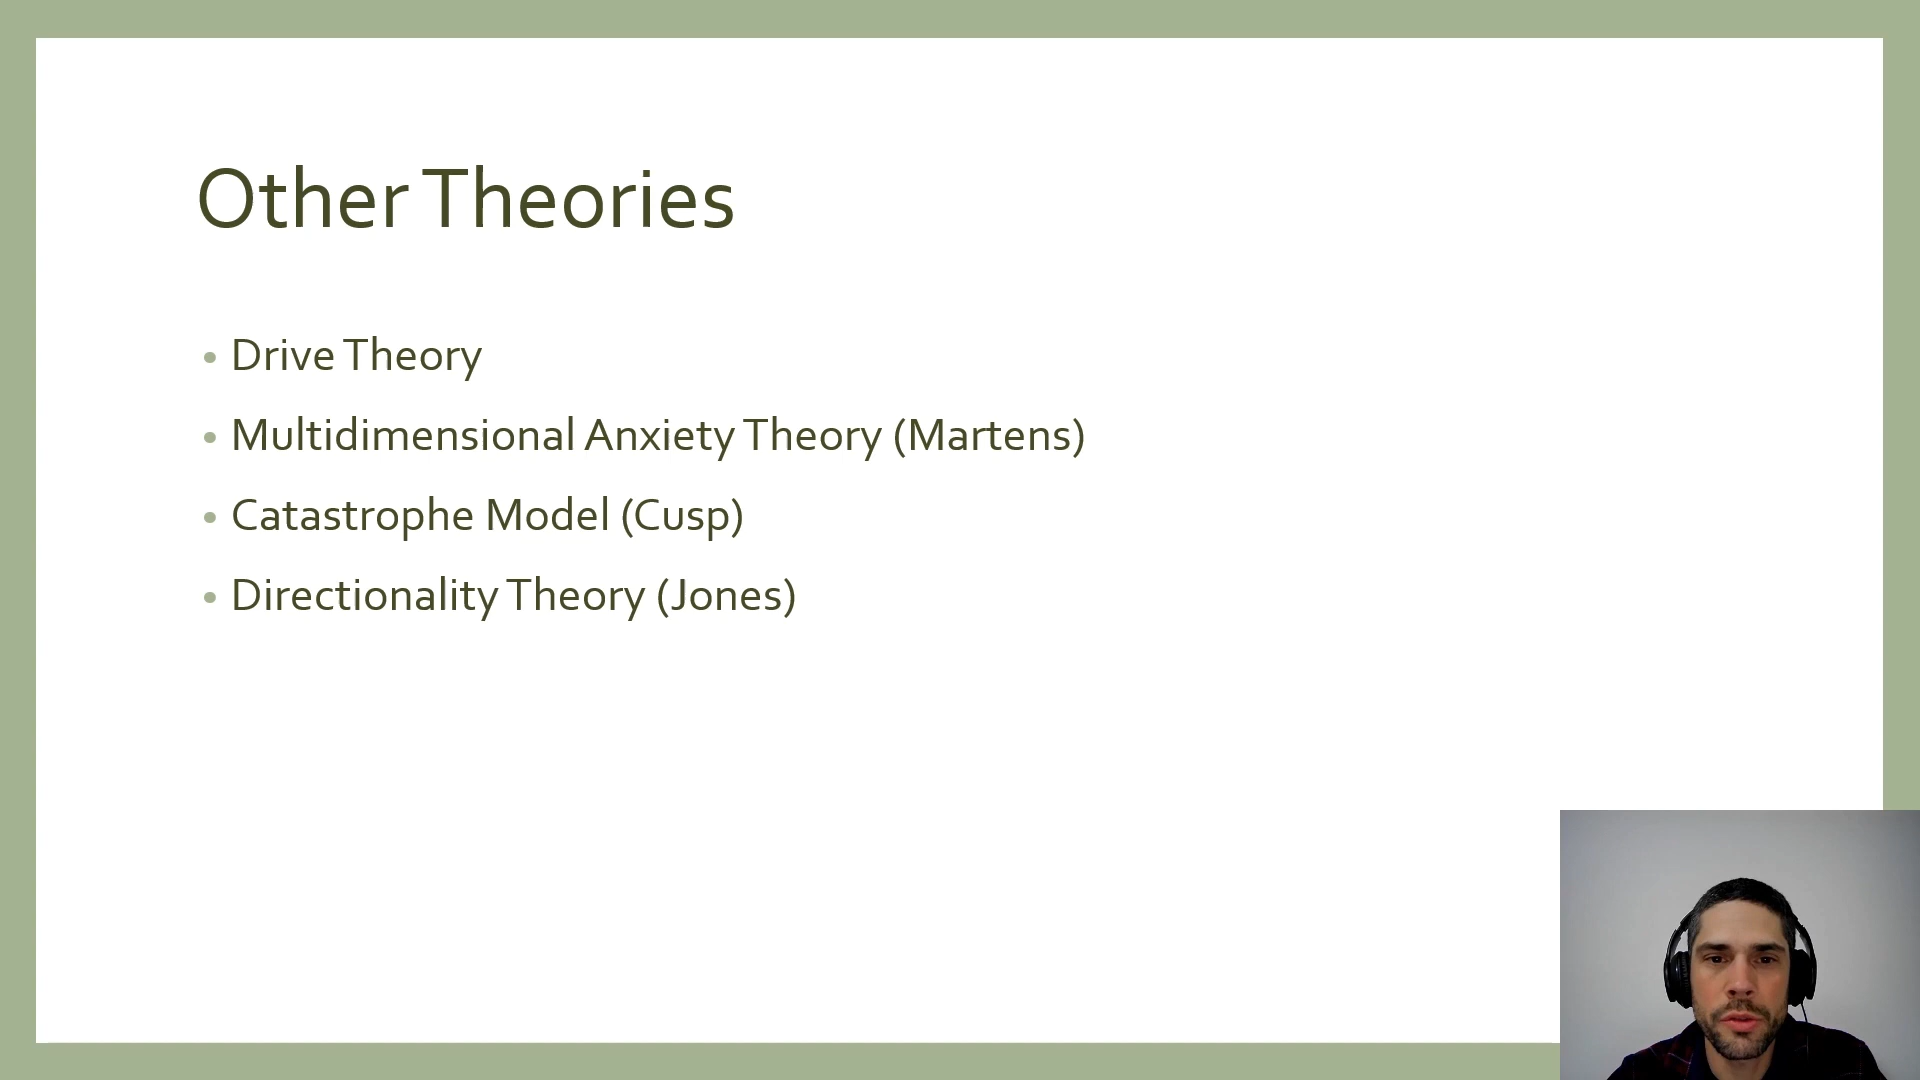 Other Theories
Drive Theory
Multidimensional Anxiety Theory (Martens)
Catastrophe Model (Cusp)
Directionality Theory (Jones)